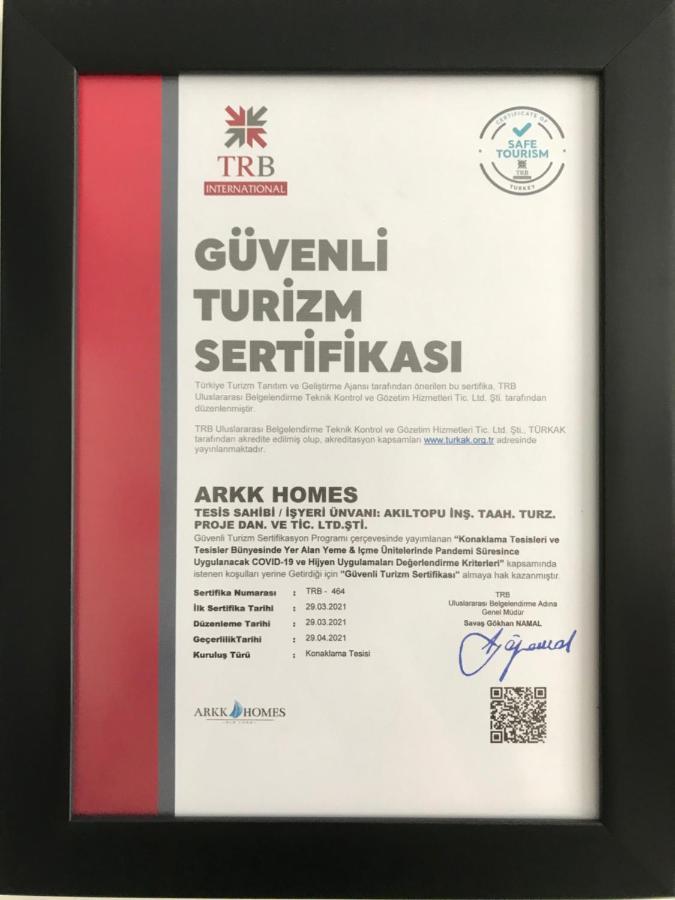 TRB
INTERNATIONAL
CERTIFICATE OF
SAFE
TOURISM
TRB
TURKEY
GÜVENLİ
TURİZM
SERTİFİKASI
Türkiye Turizm Tanıtım ve Geliştirme Ajansı tarafından önerilen bu sertifika, TRB
Uluslararası Belgelendirme Teknik Kontrol ve Gözetim Hizmetleri Tic. Ltd. Şti. tarafından
düzenlenmiştir.
TRB Uluslararası Belgelendirme Teknik Kontrol ve Gözetim Hizmetleri Tic. Ltd. Şti., TÜRKAK
tarafından akredite edilmiş olup, akreditasyon kapsamları www.turkak.org.tr adresinde
yayınlanmaktadır.
ARKK HOMES
TESİS SAHİBİ / İŞYERİ ÜNVANI: AKILTOPU İNŞ. TAAH. TURZ.
PROJE DAN. VE TİC. LTD.ŞTİ.
Güvenli Turizm Sertifikasyon Programı çerçevesinde yayımlanan "Konaklama Tesisleri ve
Tesisler Bünyesinde Yer Alan Yeme & Içme Ünitelerinde Pandemi Süresince
Uygulanacak COVID-19 ve Hijyen Uygulamaları Değerlendirme Kriterleri" kapsamında
istenen koşulları yerine Getirdiği için "Güvenli Turizm Sertifikası" almaya hak kazanmıştır.
Sertifika Numarası : TRB - 464
İlk Sertifika Tarihi : 29.03.2021
Düzenleme Tarihi : 29.03.2021
GeçerlilikTarihi : 29.04.2021
Kuruluş Türü : Konaklama Tesisi
TRB
Uluslararası Belgelendirme Adına
Genel Müdür
Savaş Gökhan NAMAL
ARKK HOMES